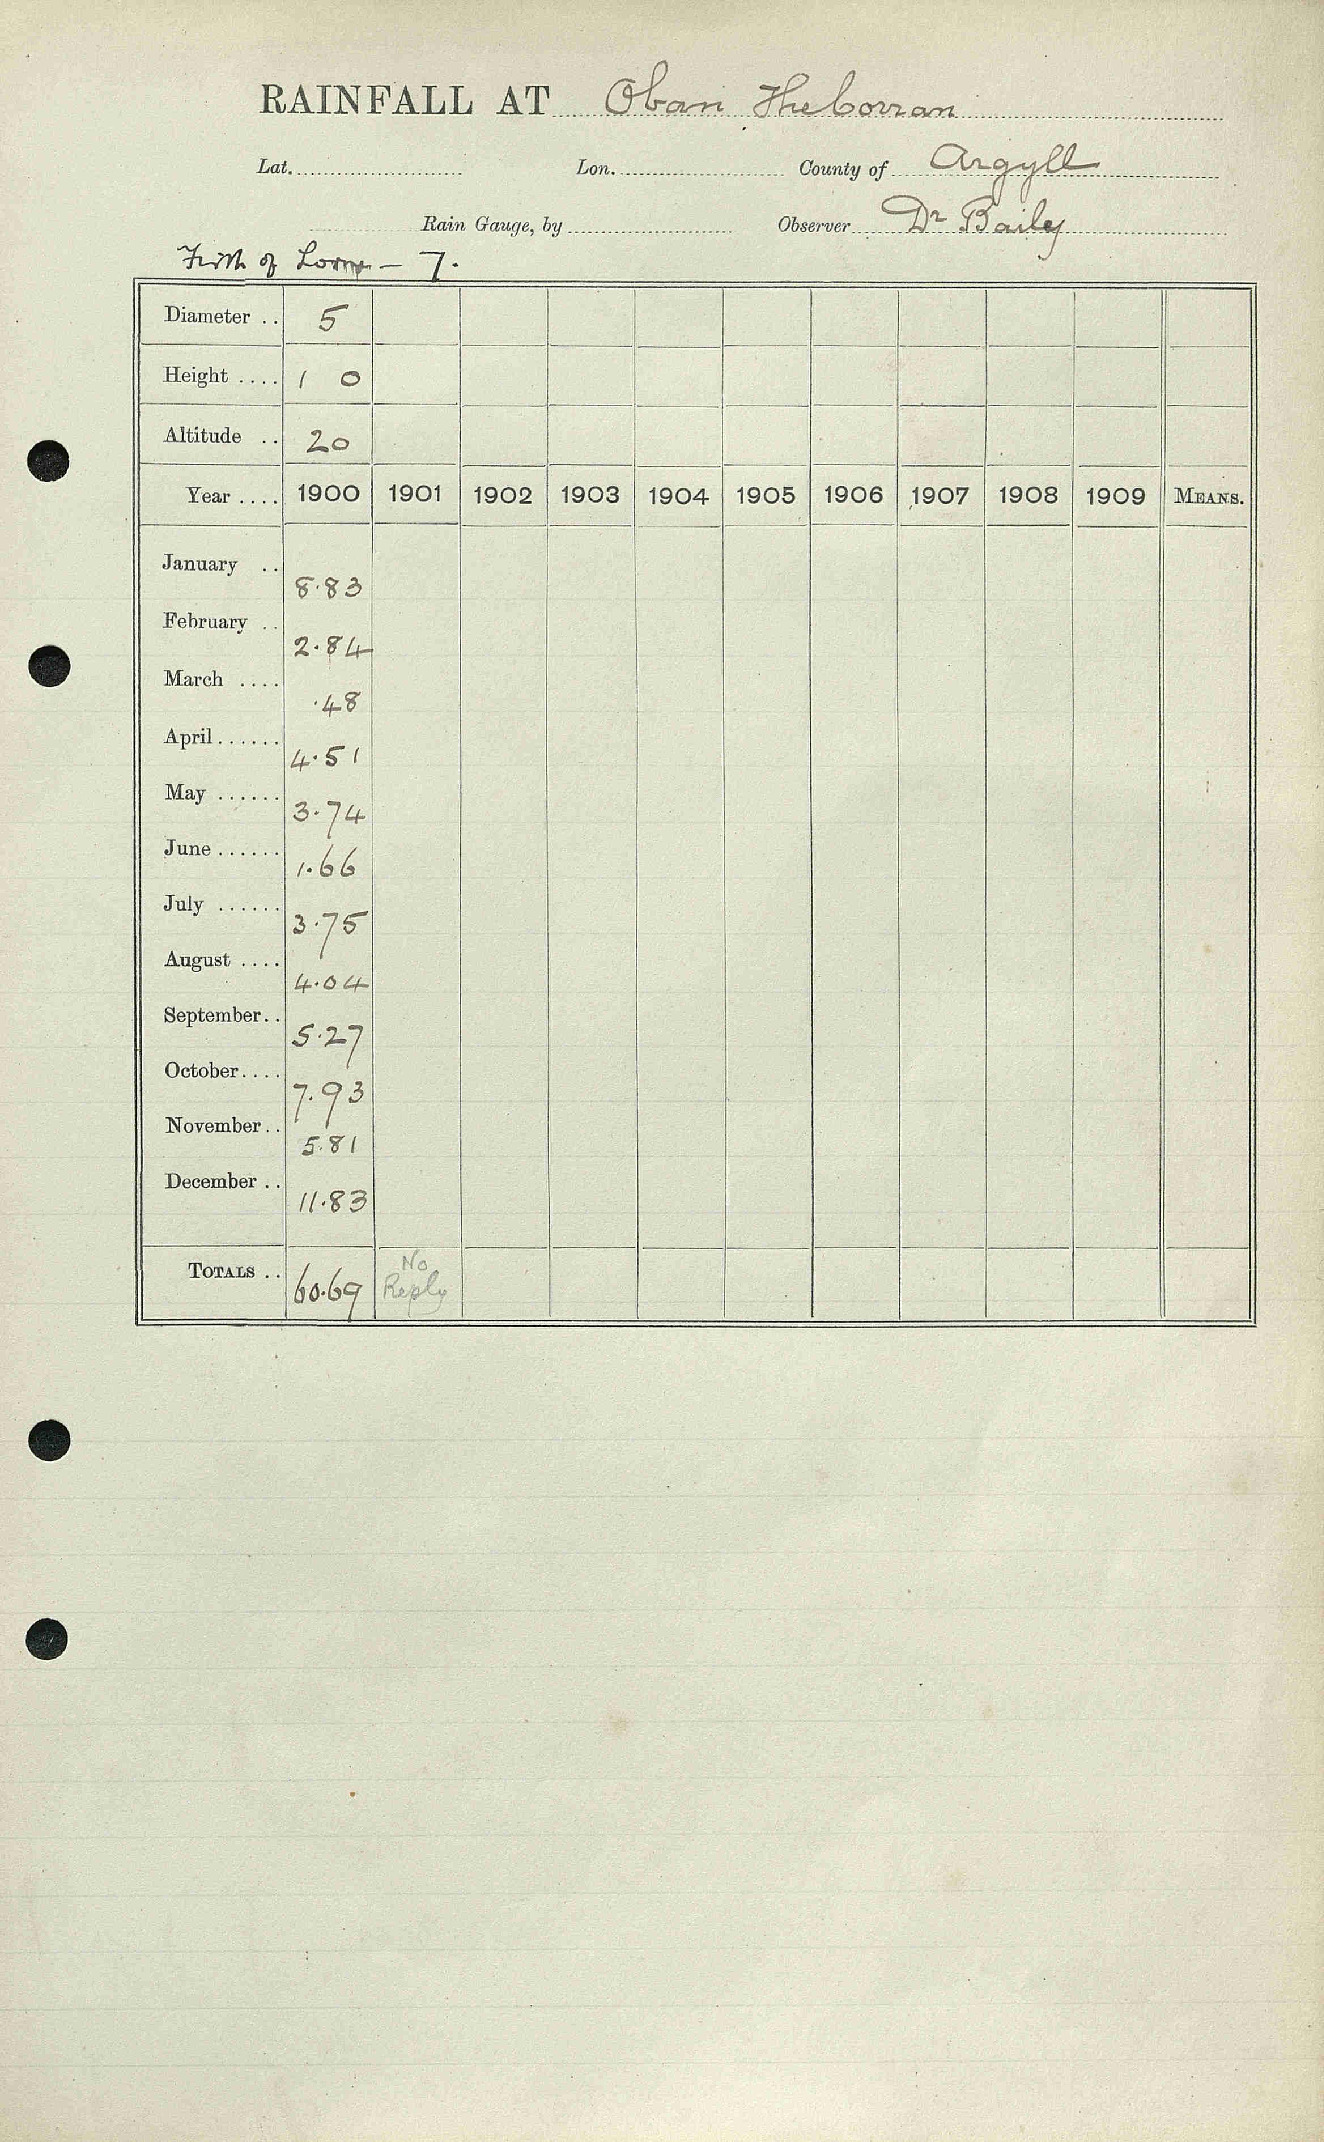 RAINFALL AT Oban The Corran
Lat. Lon. County of Argyll
Rain Gauge, by Observer Dr Bailey
Firth of Lorne – 7.
Diameter .. 5
Height .... 1 0
Altitude .. 20
Year .... 1900 1901 1902 1903 1904 1905 1906 1907 1908 1909 MEANS.
January .. 8.83
February .. 2.84
March .... .48
April ...... 4.51
May ...... 3.74
June ...... 1.66
July ...... 3.75
August .... 4.04
September .. 5.27
October .... 7.93
November .. 5.81
December .. 11.83
TOTALS .. 60.69 No Reply